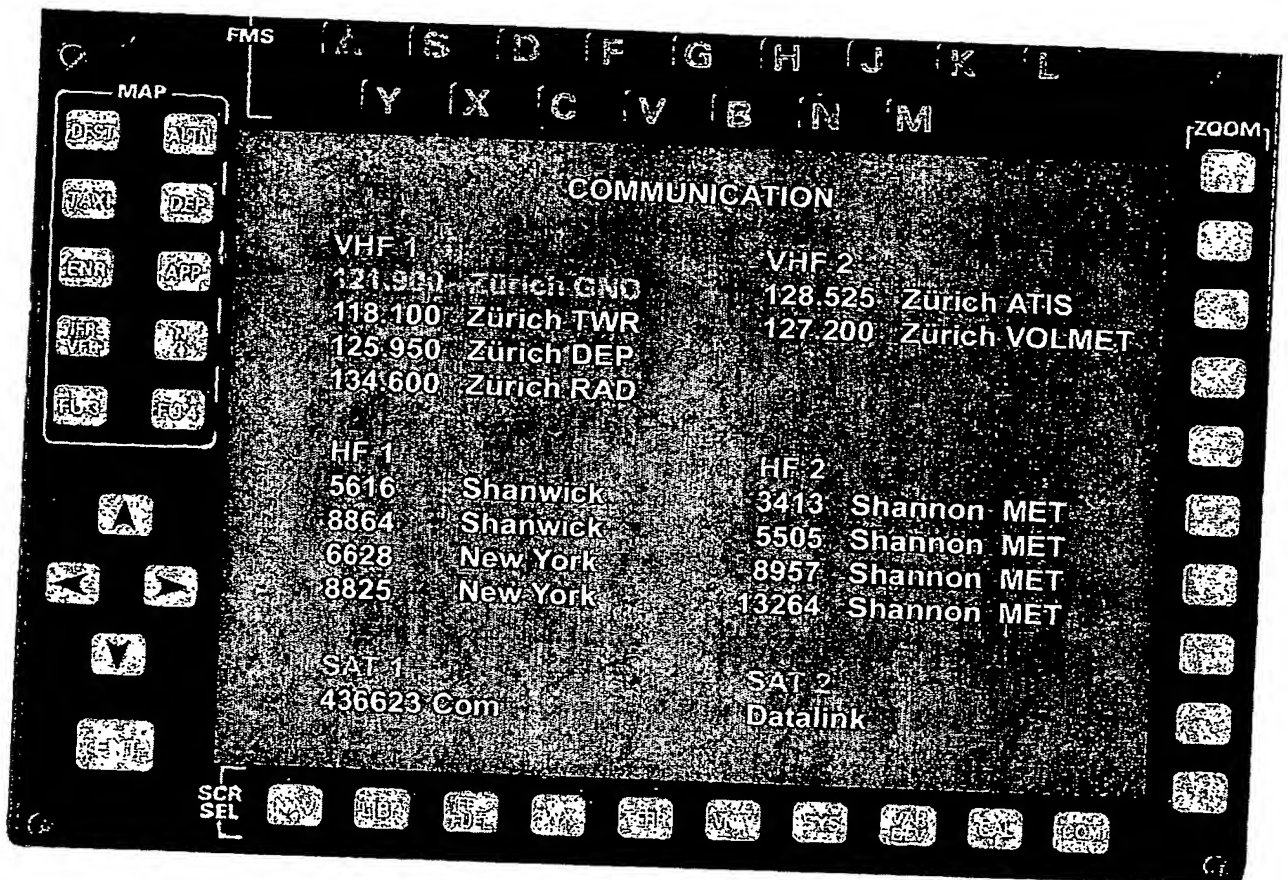 FMS A S D F G H J K L
Y X C V B N M
MAP
ZOOM
DEST ALTN
TAXI DEP
ENR APP
COMMUNICATION
VHF 1
121.900 Zürich GND
118.100 Zürich TWR
125.950 Zürich DEP
134.600 Zürich RAD
VHF 2
128.525 Zürich ATIS
127.200 Zürich VOLMET
HF 1
5616 Shanwick
8864 Shanwick
6628 New York
8825 New York
HF 2
3413 Shannon MET
5505 Shannon MET
8957 Shannon MET
13264 Shannon MET
SAT 1
436623 Com
SAT 2
Datalink
ENT
SCR
SEL
NAV LIBR COM